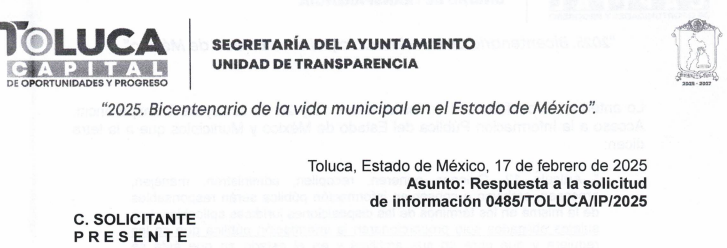 TOLUCA
CAPITAL
DE OPORTUNIDADES Y PROGRESO
SECRETARÍA DEL AYUNTAMIENTO
UNIDAD DE TRANSPARENCIA
2025 - 2027
"2025. Bicentenario de la vida municipal en el Estado de México".
Toluca, Estado de México, 17 de febrero de 2025
Asunto: Respuesta a la solicitud
de información 0485/TOLUCA/IP/2025
C. SOLICITANTE
P R E S E N T E